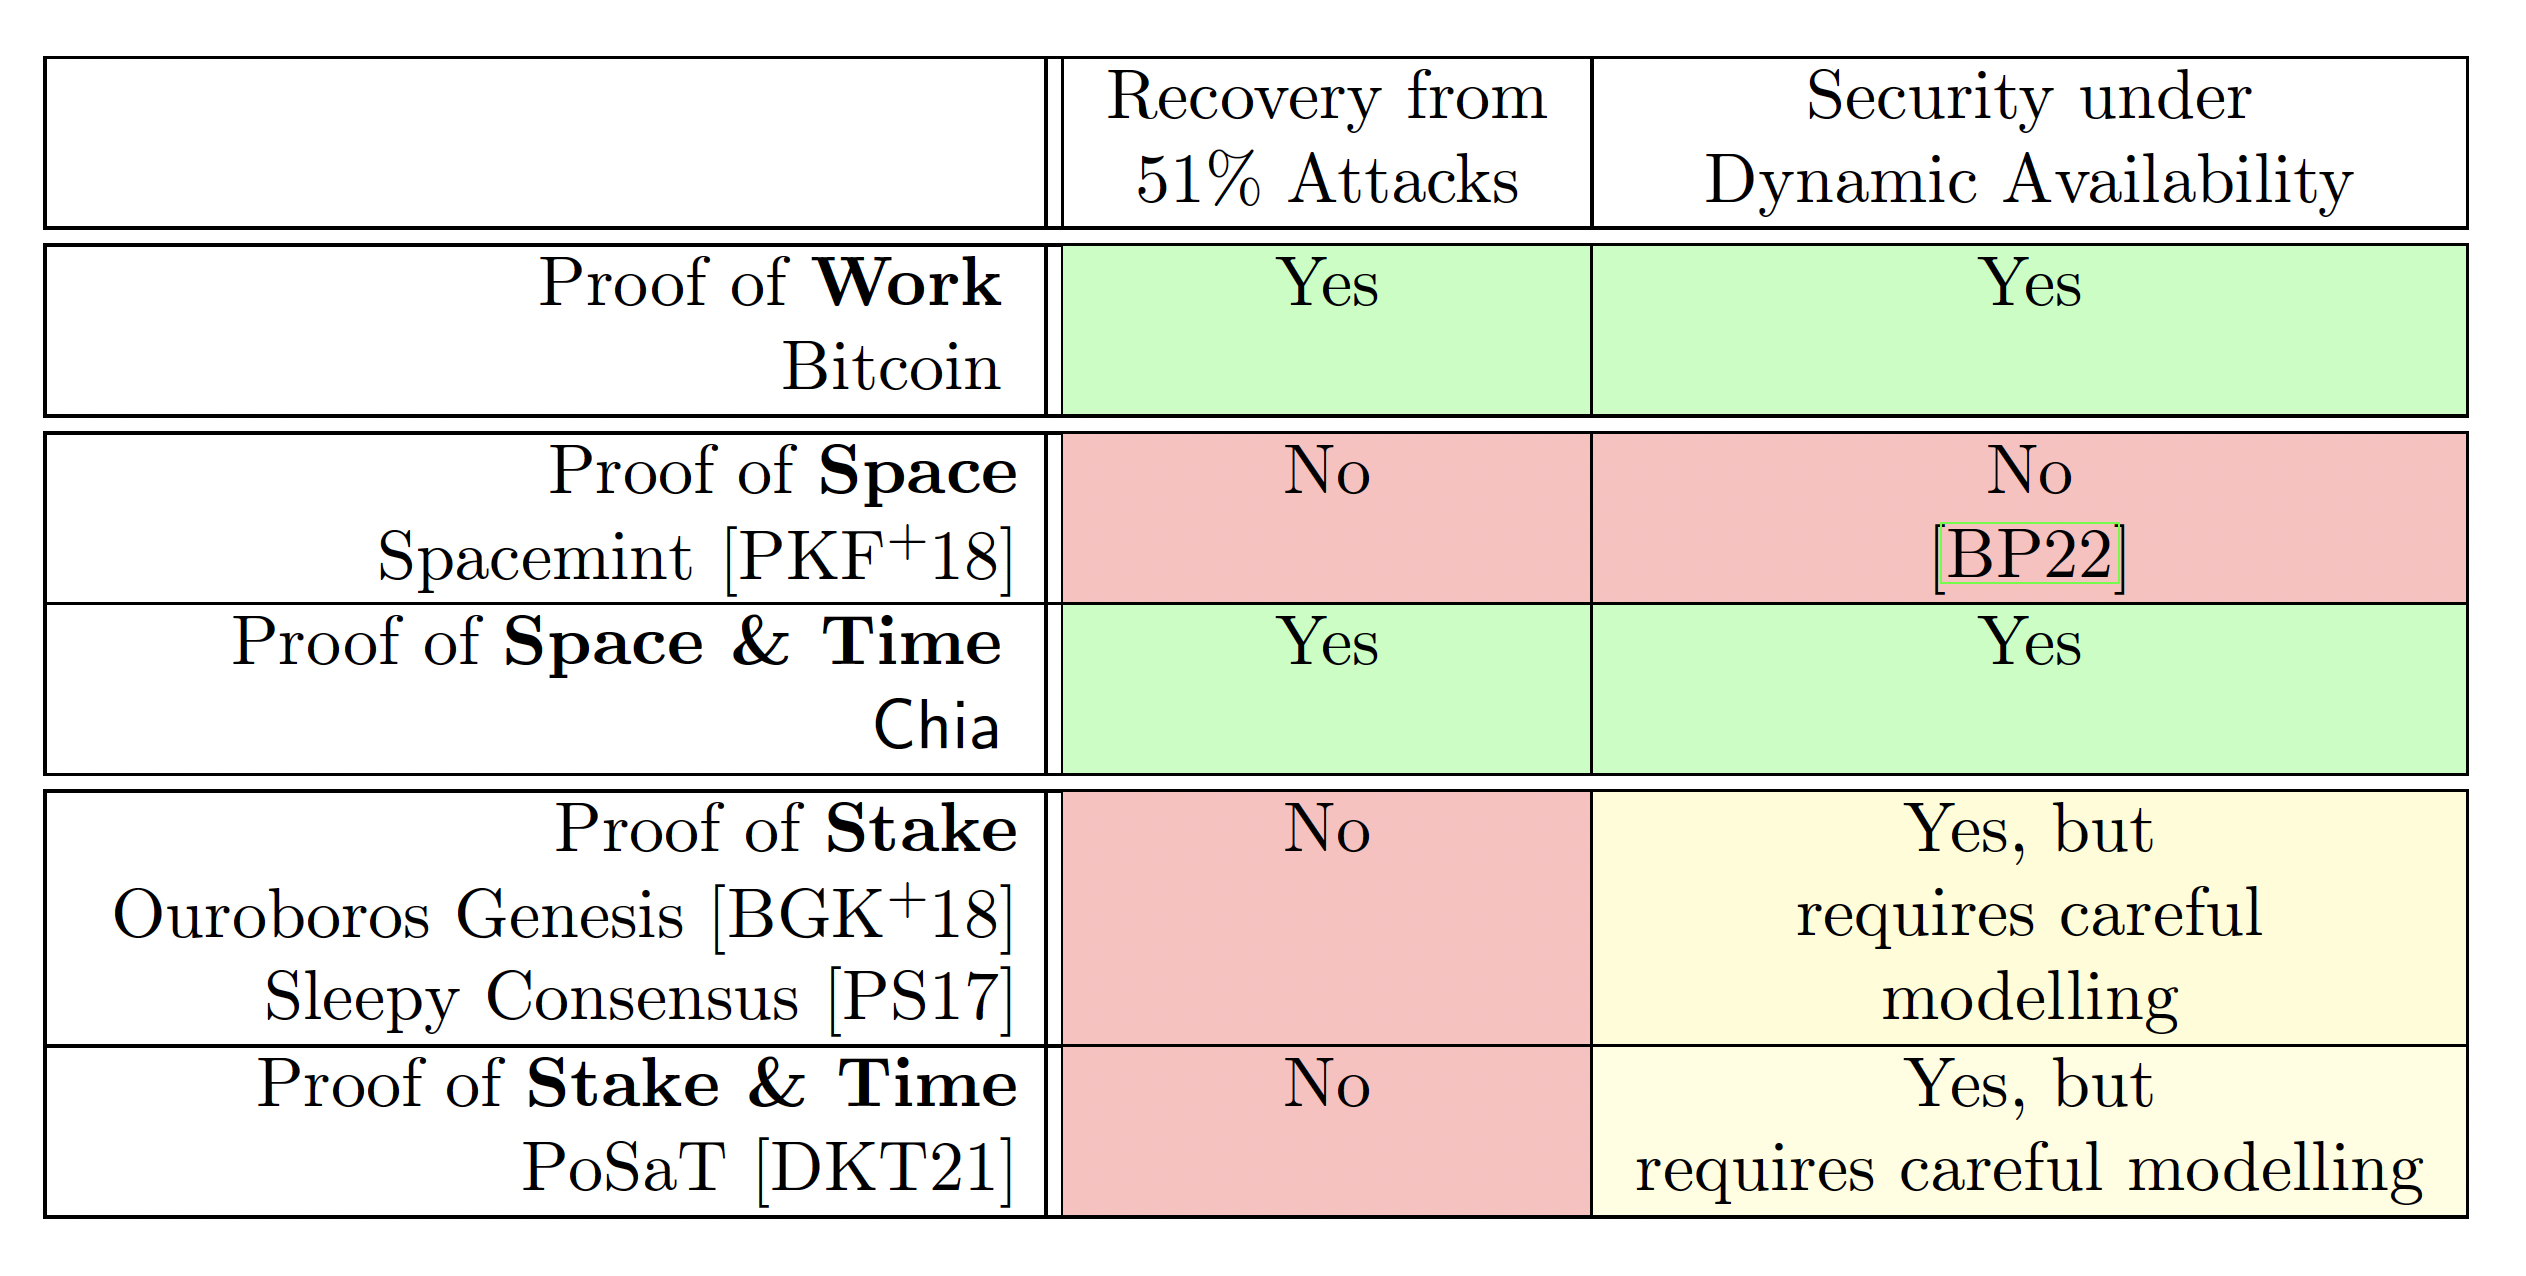 Recovery from
51% Attacks
Security under
Dynamic Availability
Proof of Work
Bitcoin
Yes
Yes
Proof of Space
Spacemint [PKF+18]
No
No
[BP22]
Proof of Space & Time
Chia
Yes
Yes
Proof of Stake
Ouroboros Genesis [BGK+18]
Sleepy Consensus [PS17]
No
Yes, but
requires careful
modelling
Proof of Stake & Time
PoSaT [DKT21]
No
Yes, but
requires careful modelling